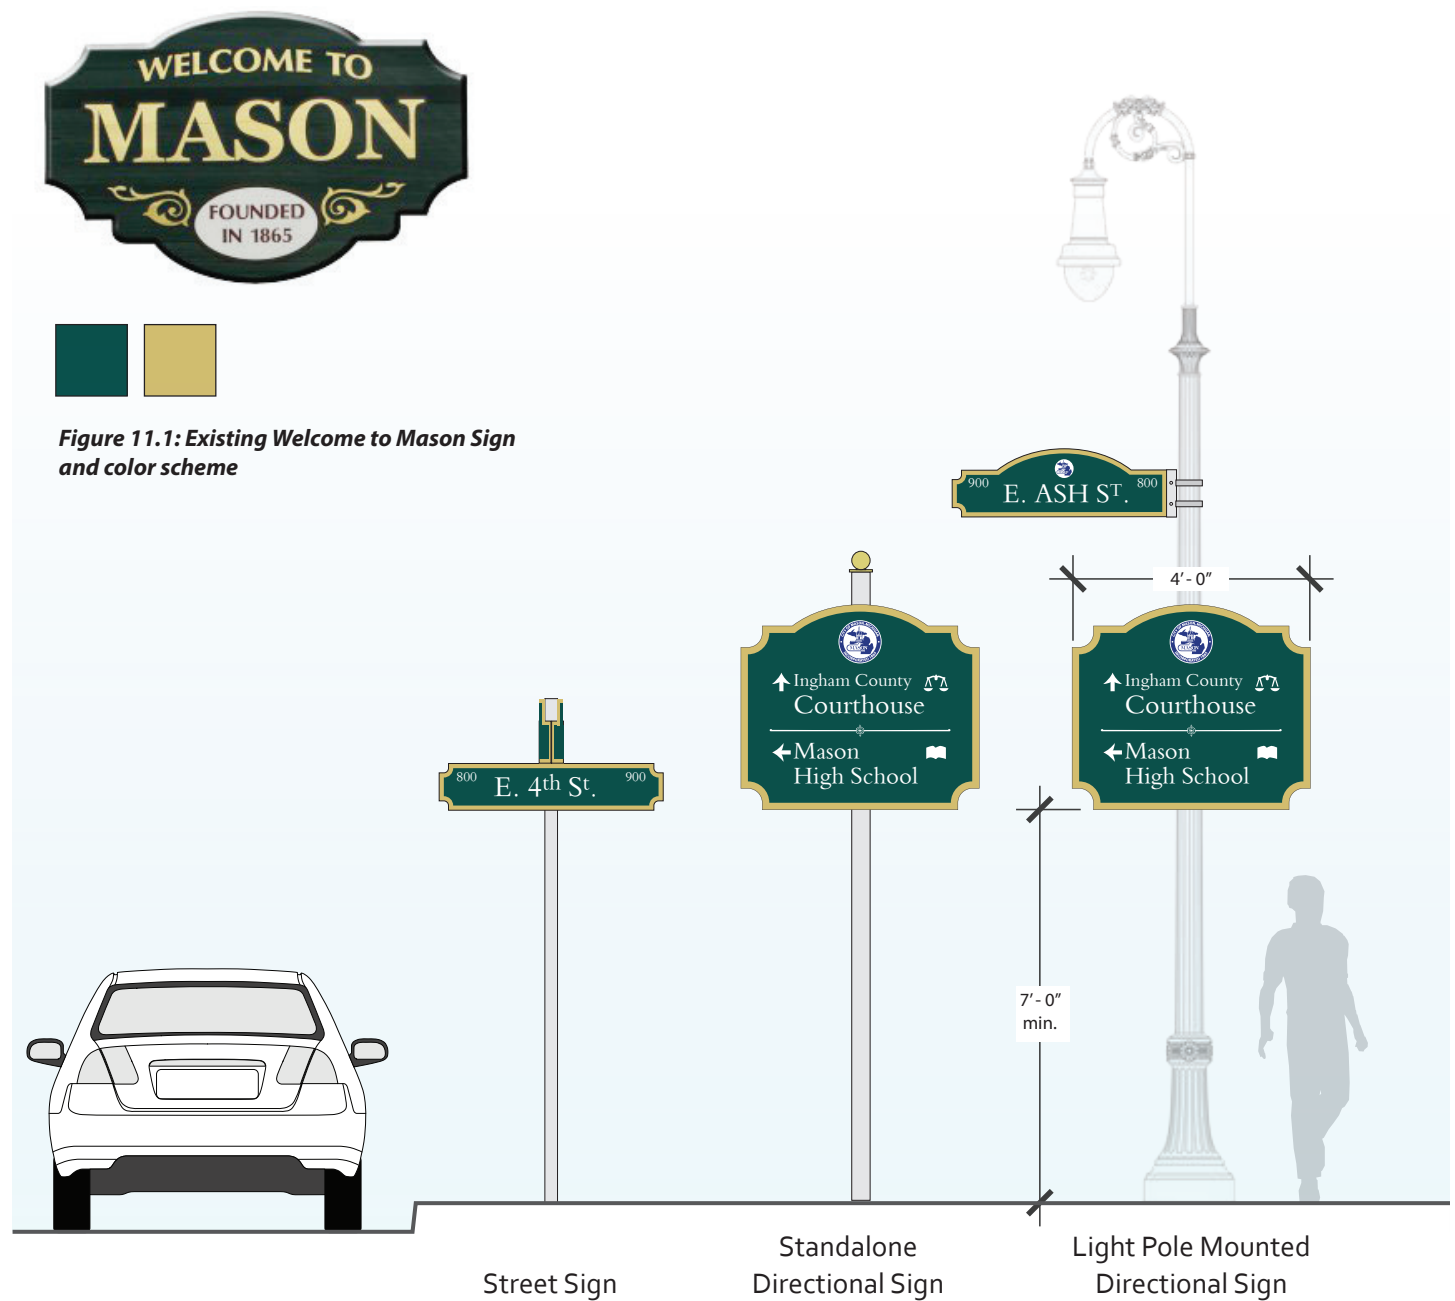 WELCOME TO
MASON
FOUNDED
IN 1865
Figure 11.1: Existing Welcome to Mason Sign
and color scheme
900 E. ASH ST. 800
4’- 0”
Ingham County
Courthouse
Mason
High School
Ingham County
Courthouse
Mason
High School
800 E. 4th St. 900
7’- 0”
min.
Street Sign
Standalone
Directional Sign
Light Pole Mounted
Directional Sign